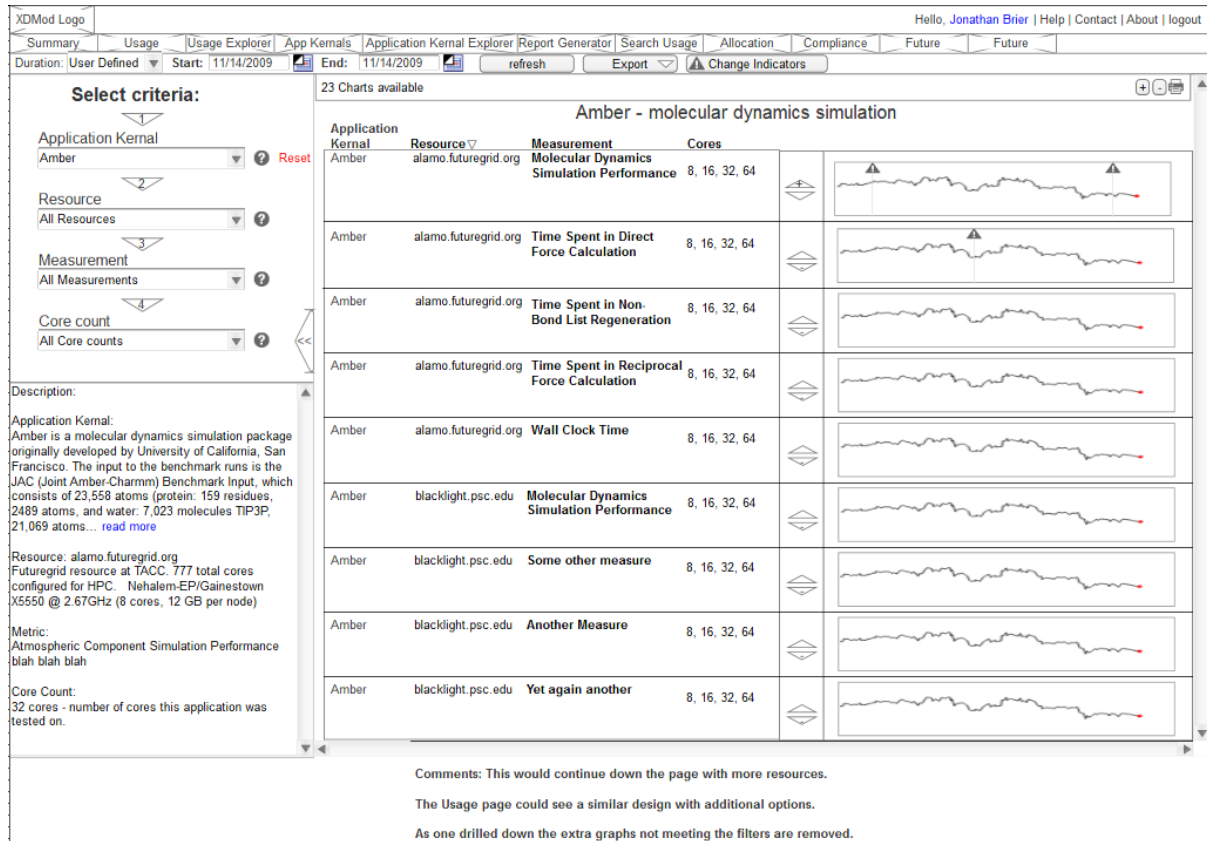 XDMod Logo
Hello, Jonathan Brier | Help | Contact | About | logout
Summary Usage Usage Explorer App Kernals Application Kernal Explorer Report Generator Search Usage Allocation Compliance Future Future
Duration: User Defined Start: 11/14/2009 End: 11/14/2009 refresh Export Change Indicators
Select criteria:
1
Application Kernal
Amber ? Reset
2
Resource
All Resources ?
3
Measurement
All Measurements ?
4
Core count
All Core counts ?
<<
Description:
Application Kernal:
Amber is a molecular dynamics simulation package
originally developed by University of California, San
Francisco. The input to the benchmark runs is the
JAC (Joint Amber-Charmm) Benchmark Input, which
consists of 23,558 atoms (protein: 159 residues,
2489 atoms, and water: 7,023 molecules TIP3P,
21,069 atoms... read more
Resource: alamo.futuregrid.org
Futuregrid resource at TACC. 777 total cores
configured for HPC. Nehalem-EP/Gainestown
X5550 @ 2.67GHz (8 cores, 12 GB per node)
Metric:
Atmospheric Component Simulation Performance
blah blah blah
Core Count:
32 cores - number of cores this application was
tested on.
23 Charts available + -
Amber - molecular dynamics simulation
Application
Kernal Resource Measurement Cores
Amber alamo.futuregrid.org Molecular Dynamics
Simulation Performance 8, 16, 32, 64
Amber alamo.futuregrid.org Time Spent in Direct
Force Calculation 8, 16, 32, 64
Amber alamo.futuregrid.org Time Spent in Non-
Bond List Regeneration 8, 16, 32, 64
Amber alamo.futuregrid.org Time Spent in Reciprocal
Force Calculation 8, 16, 32, 64
Amber alamo.futuregrid.org Wall Clock Time 8, 16, 32, 64
Amber blacklight.psc.edu Molecular Dynamics
Simulation Performance 8, 16, 32, 64
Amber blacklight.psc.edu Some other measure 8, 16, 32, 64
Amber blacklight.psc.edu Another Measure 8, 16, 32, 64
Amber blacklight.psc.edu Yet again another 8, 16, 32, 64
Comments: This would continue down the page with more resources.
The Usage page could see a similar design with additional options.
As one drilled down the extra graphs not meeting the filters are removed.